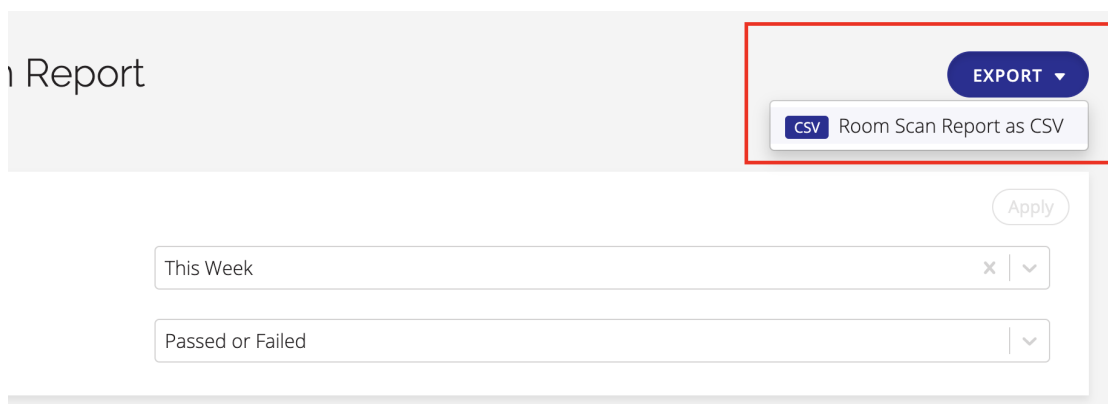 Report
EXPORT
CSV Room Scan Report as CSV
Apply
This Week
Passed or Failed